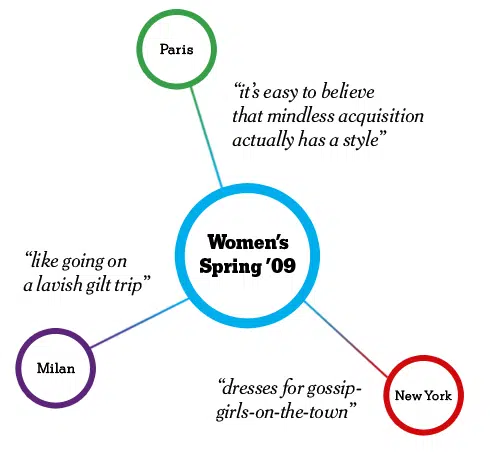 Paris
“it’s easy to believe
that mindless acquisition
actually has a style”
Women’s
Spring ’09
“like going on
a lavish gilt trip”
Milan
“dresses for gossip-
girls-on-the-town”
New York